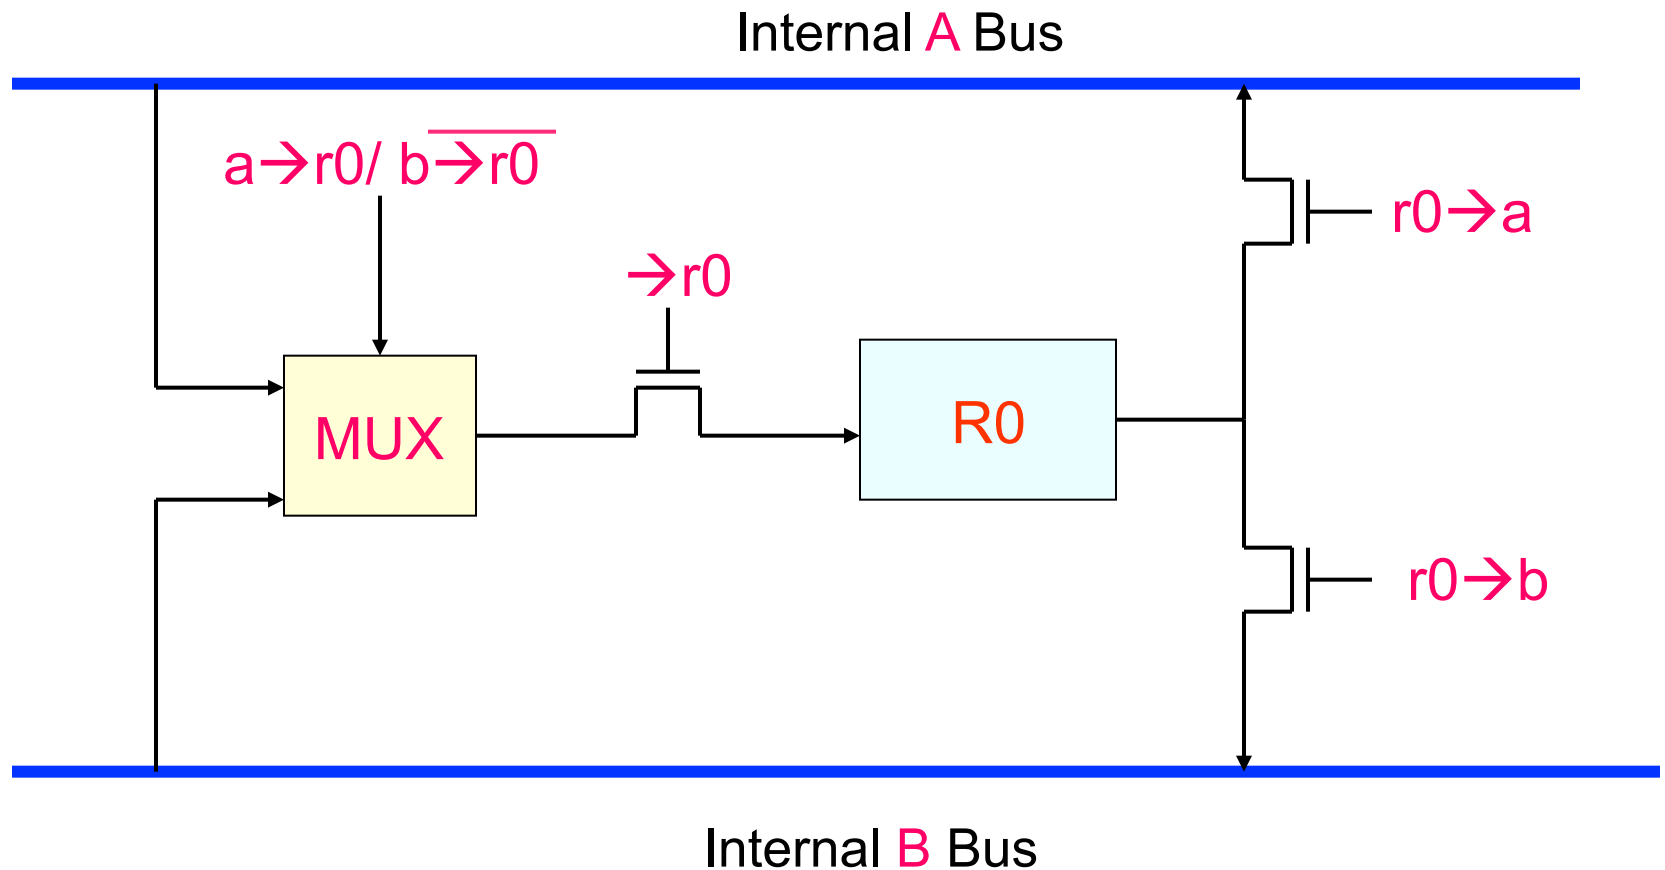 Internal A Bus
a→r0/ b→r0
r0→a
→r0
MUX
R0
r0→b
Internal B Bus